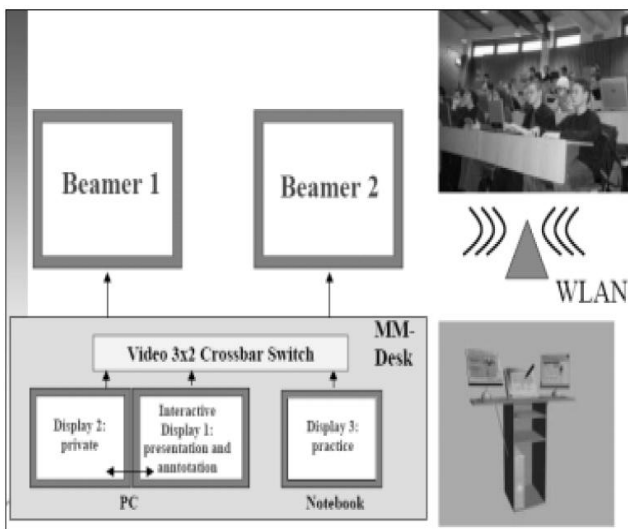 Beamer 1
Beamer 2
WLAN
MM-
Desk
Video 3x2 Crossbar Switch
Display 2:
private
Interactive
Display 1:
presentation and
anntotation
Display 3:
practice
PC
Notebook